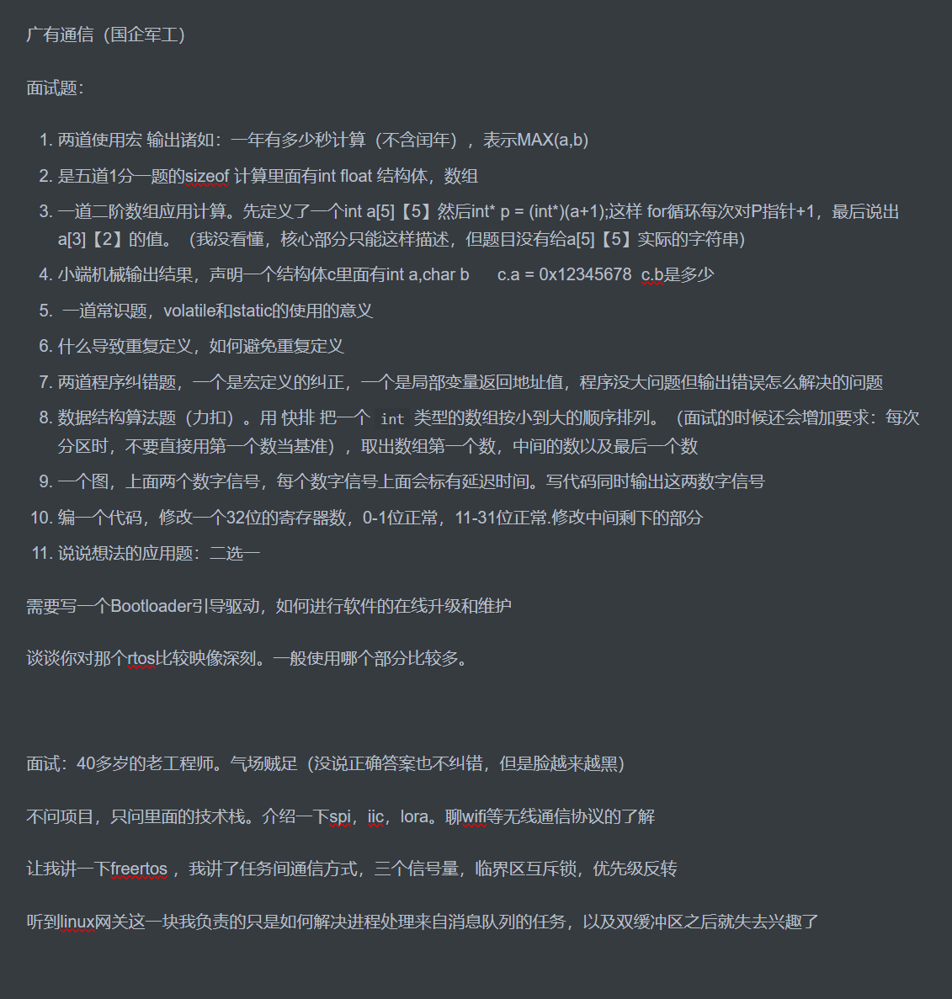 广有通信（国企军工）
面试题：
1. 两道使用宏 输出诸如：一年有多少秒计算（不含闰年），表示MAX(a,b)
2. 是五道1分一题的sizeof 计算里面有int float 结构体，数组
3. 一道二阶数组应用计算。先定义了一个int a[5]【5】然后int* p = (int*)(a+1);这样 for循环每次对P指针+1，最后说出
a[3]【2】的值。（我没看懂，核心部分只能这样描述，但题目没有给a[5]【5】实际的字符串)
4. 小端机械输出结果，声明一个结构体c里面有int a,char b      c.a = 0x12345678  c.b是多少
5. 一道常识题，volatile和static的使用的意义
6. 什么导致重复定义，如何避免重复定义
7. 两道程序纠错题，一个是宏定义的纠正，一个是局部变量返回地址值，程序没大问题但输出错误怎么解决的问题
8. 数据结构算法题（力扣）。用 快排 把一个 int 类型的数组按小到大的顺序排列。（面试的时候还会增加要求：每次
分区时，不要直接用第一个数当基准），取出数组第一个数，中间的数以及最后一个数
9. 一个图，上面两个数字信号，每个数字信号上面会标有延迟时间。写代码同时输出这两数字信号
10. 编一个代码，修改一个32位的寄存器数，0-1位正常，11-31位正常.修改中间剩下的部分
11. 说说想法的应用题：二选一
需要写一个Bootloader引导驱动，如何进行软件的在线升级和维护
谈谈你对那个rtos比较映像深刻。一般使用哪个部分比较多。
面试：40多岁的老工程师。气场贼足（没说正确答案也不纠错，但是脸越来越黑）
不问项目，只问里面的技术栈。介绍一下spi，iic，lora。聊wifi等无线通信协议的了解
让我讲一下freertos ，我讲了任务间通信方式，三个信号量，临界区互斥锁，优先级反转
听到linux网关这一块我负责的只是如何解决进程处理来自消息队列的任务，以及双缓冲区之后就失去兴趣了